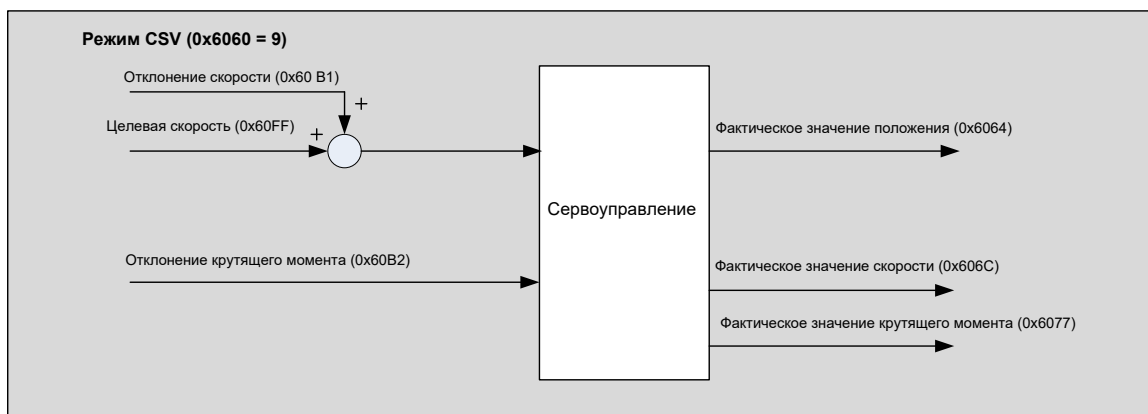 Режим CSV (0x6060 = 9)
Отклонение скорости (0x60 B1)
+
Целевая скорость (0x60FF)
+
Фактическое значение положения (0x6064)
Сервоуправление
Отклонение крутящего момента (0x60B2)
Фактическое значение скорости (0x606C)
Фактическое значение крутящего момента (0x6077)